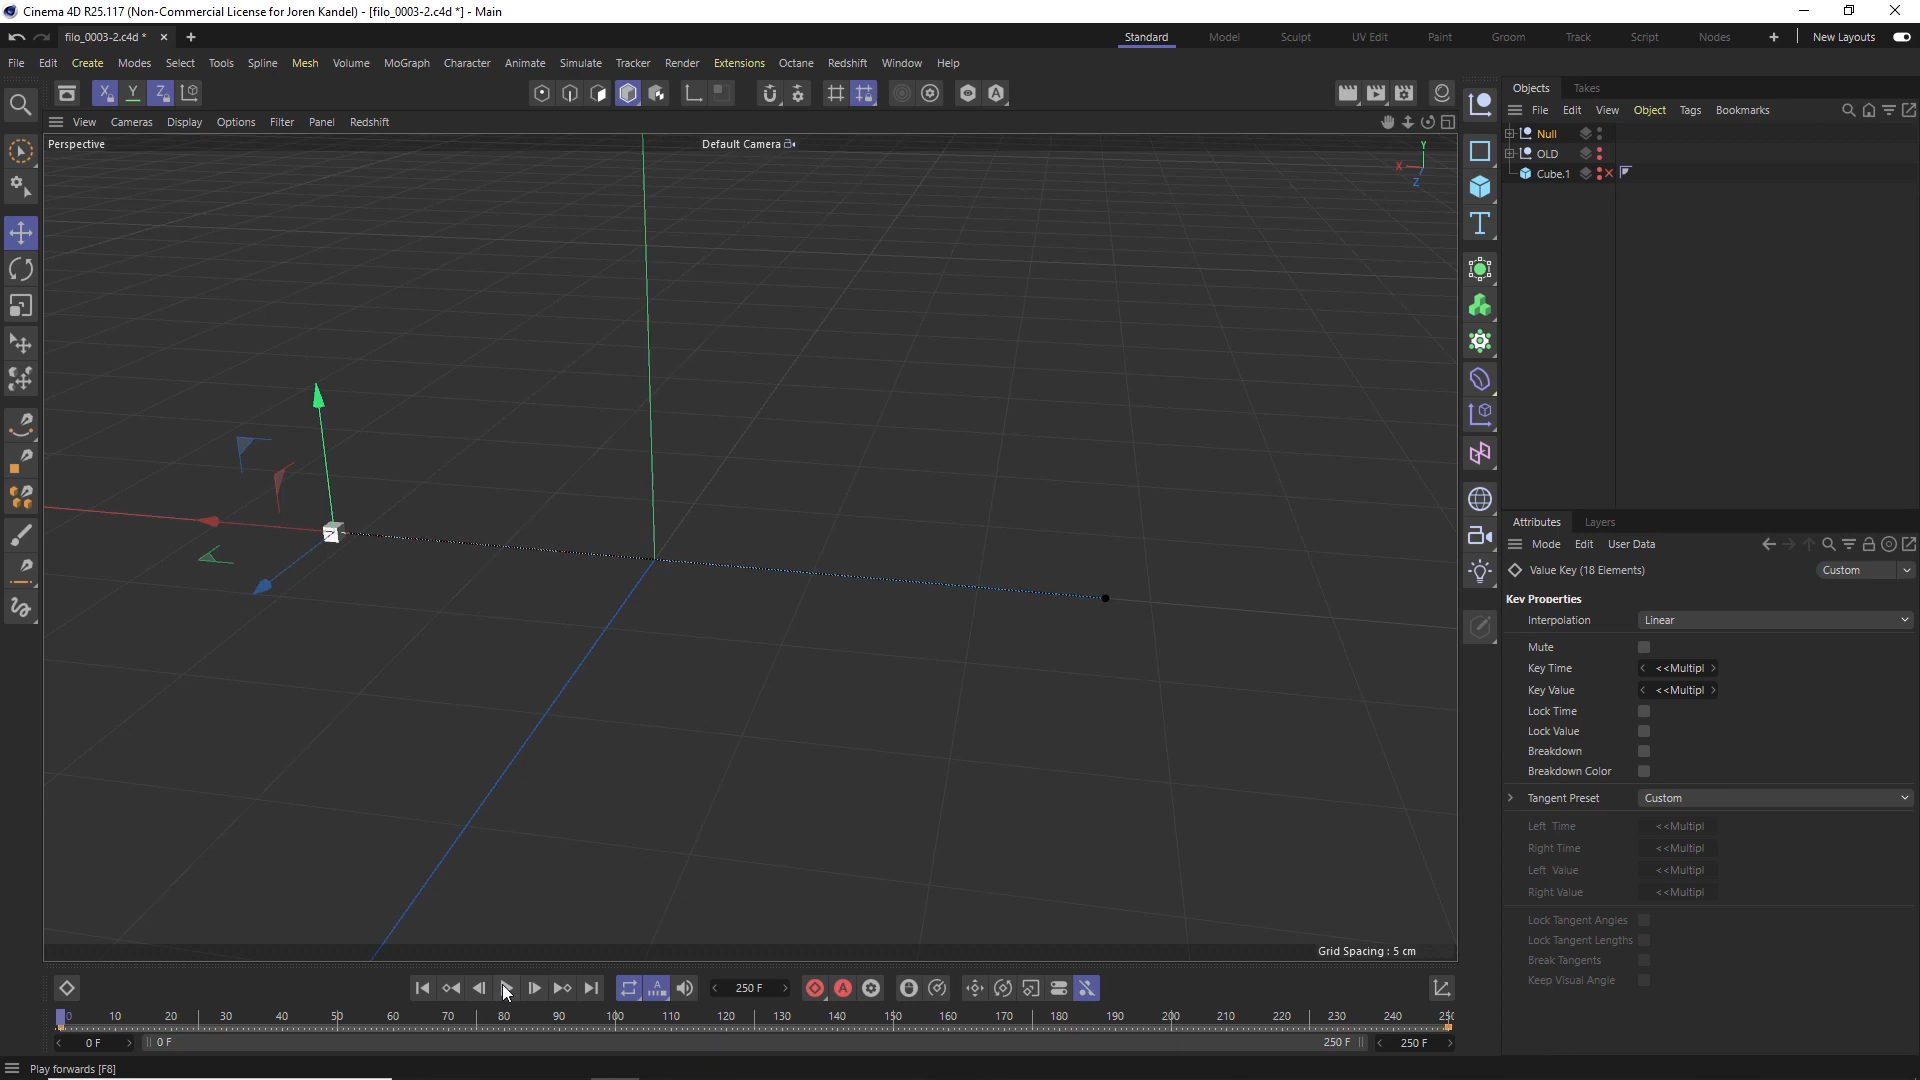 Cinema 4D R25.117 (Non-Commercial License for Joren Kandel) - [filo_0003-2.c4d *] - Main
filo_0003-2.c4d * Standard Model Sculpt UV Edit Paint Groom Track Script Nodes New Layouts
File Edit Create Modes Select Tools Spline Mesh Volume MoGraph Character Animate Simulate Tracker Render Extensions Octane Redshift Window Help
X Y Z
Objects Takes
File Edit View Object Tags Bookmarks
View Cameras Display Options Filter Panel Redshift
Perspective
Default Camera
Y
X
Z
Null
OLD
Cube.1
Attributes Layers
Mode Edit User Data
Value Key (18 Elements) Custom
Key Properties
Interpolation Linear
Mute
Key Time <<Multipl
Key Value <<Multipl
Lock Time
Lock Value
Breakdown
Breakdown Color
Tangent Preset Custom
Left Time <<Multipl
Right Time <<Multipl
Left Value <<Multipl
Right Value <<Multipl
Lock Tangent Angles
Lock Tangent Lengths
Break Tangents
Keep Visual Angle
Grid Spacing : 5 cm
250 F
0 10 20 30 40 50 60 70 80 90 100 110 120 130 140 150 160 170 180 190 200 210 220 230 240
0 F 0 F 250 F 250 F
Play forwards [F8]